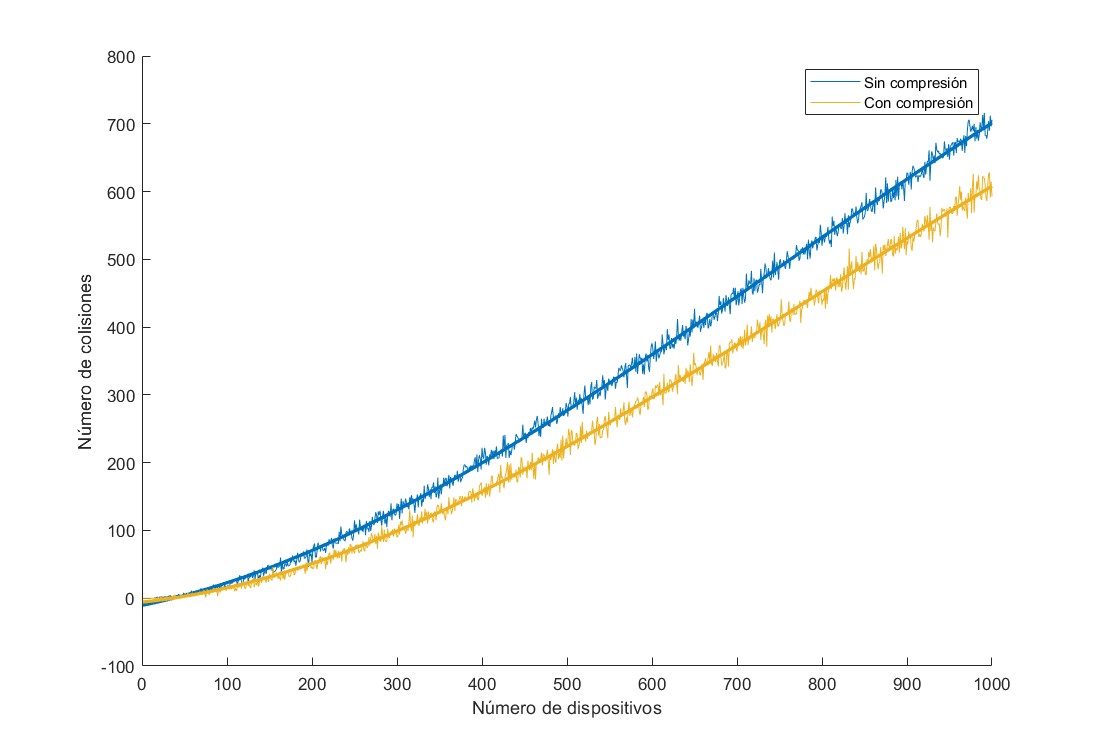 800
700
600
500
400
300
200
100
0
-100
Número de colisiones
Sin compresión
Con compresión
0 100 200 300 400 500 600 700 800 900 1000
Número de dispositivos